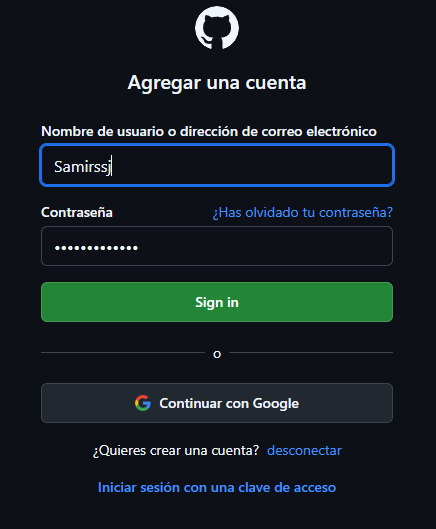 Agregar una cuenta
Nombre de usuario o dirección de correo electrónico
Samirssj
Contraseña ¿Has olvidado tu contraseña?
•••••••••••••
Sign in
o
Continuar con Google
¿Quieres crear una cuenta? desconectar
Iniciar sesión con una clave de acceso